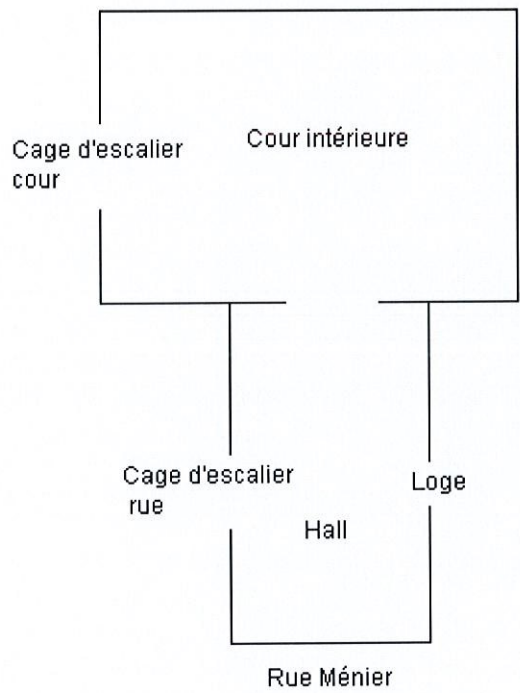 Cour intérieure
Cage d'escalier
cour
Cage d'escalier
rue
Loge
Hall
Rue Ménier